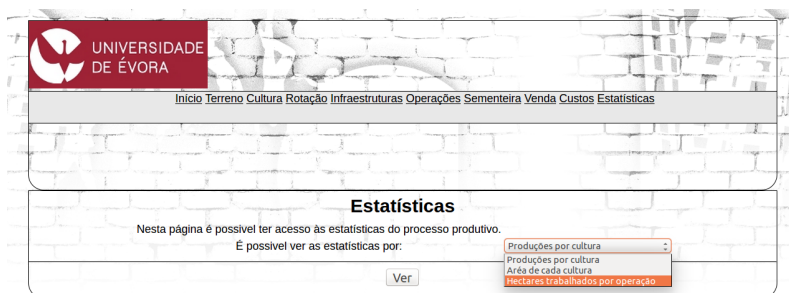 UNIVERSIDADE
DE ÉVORA
Início Terreno Cultura Rotação Infraestruturas Operações Sementeira Venda Custos Estatísticas
Estatísticas
Nesta página é possivel ter acesso às estatísticas do processo produtivo.
É possivel ver as estatísticas por: Produções por cultura
Produções por cultura
Aréa de cada cultura
Hectares trabalhados por operação
Ver